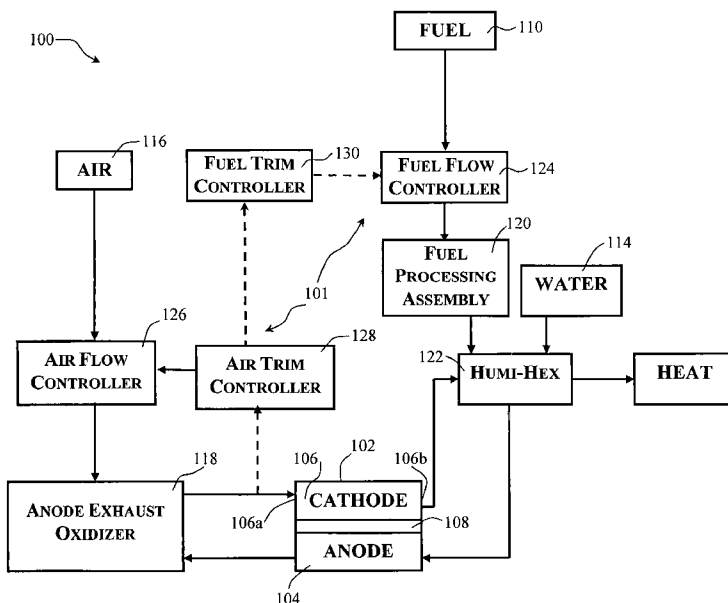 100
FUEL
110
116
AIR
FUEL TRIM
CONTROLLER
130
FUEL FLOW
CONTROLLER
124
120
FUEL
PROCESSING
ASSEMBLY
114
WATER
101
126
AIR FLOW
CONTROLLER
128
AIR TRIM
CONTROLLER
122
HUMI-HEX
HEAT
118
ANODE EXHAUST
OXIDIZER
102
106
106b
CATHODE
106a
108
ANODE
104